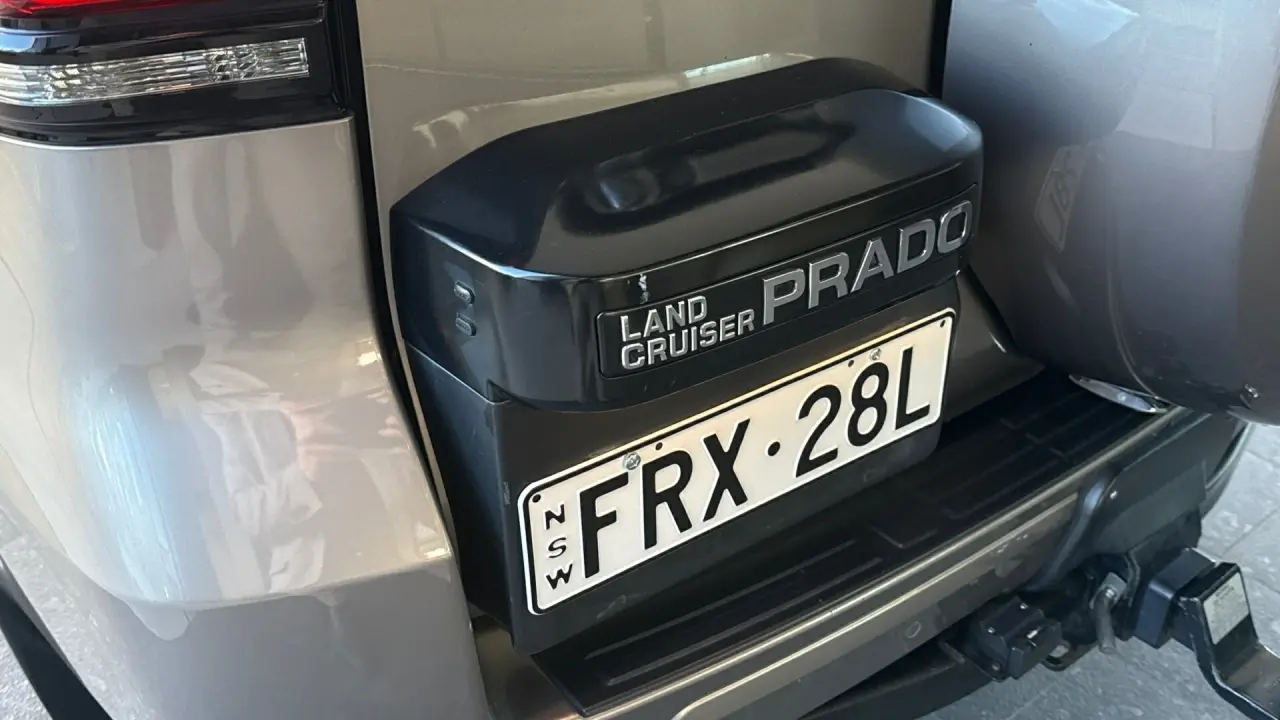 LAND
CRUISER PRADO
NSW FRX·28L